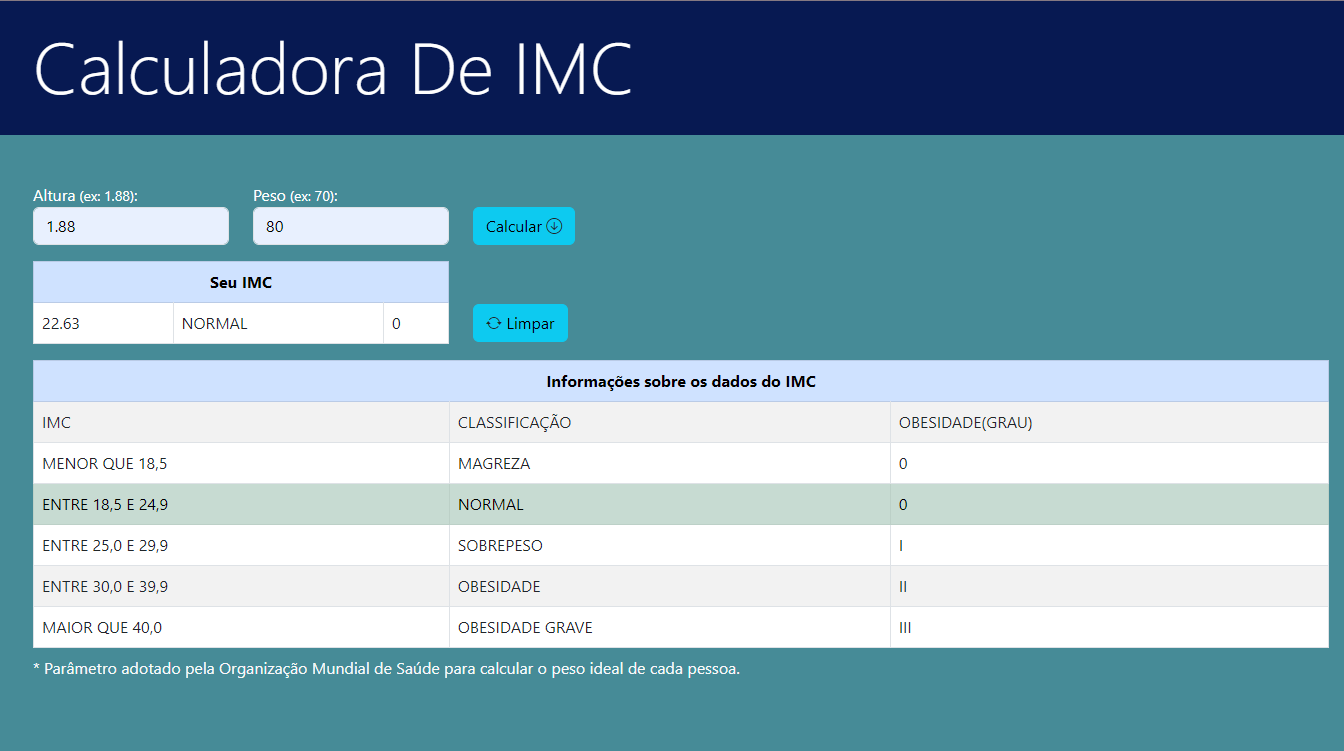 Calculadora De IMC
Altura (ex: 1.88): Peso (ex: 70):
1.88 80 Calcular
Seu IMC
22.63 NORMAL 0 Limpar
Informações sobre os dados do IMC
IMC CLASSIFICAÇÃO OBESIDADE(GRAU)
MENOR QUE 18,5 MAGREZA 0
ENTRE 18,5 E 24,9 NORMAL 0
ENTRE 25,0 E 29,9 SOBREPESO I
ENTRE 30,0 E 39,9 OBESIDADE II
MAIOR QUE 40,0 OBESIDADE GRAVE III
* Parâmetro adotado pela Organização Mundial de Saúde para calcular o peso ideal de cada pessoa.